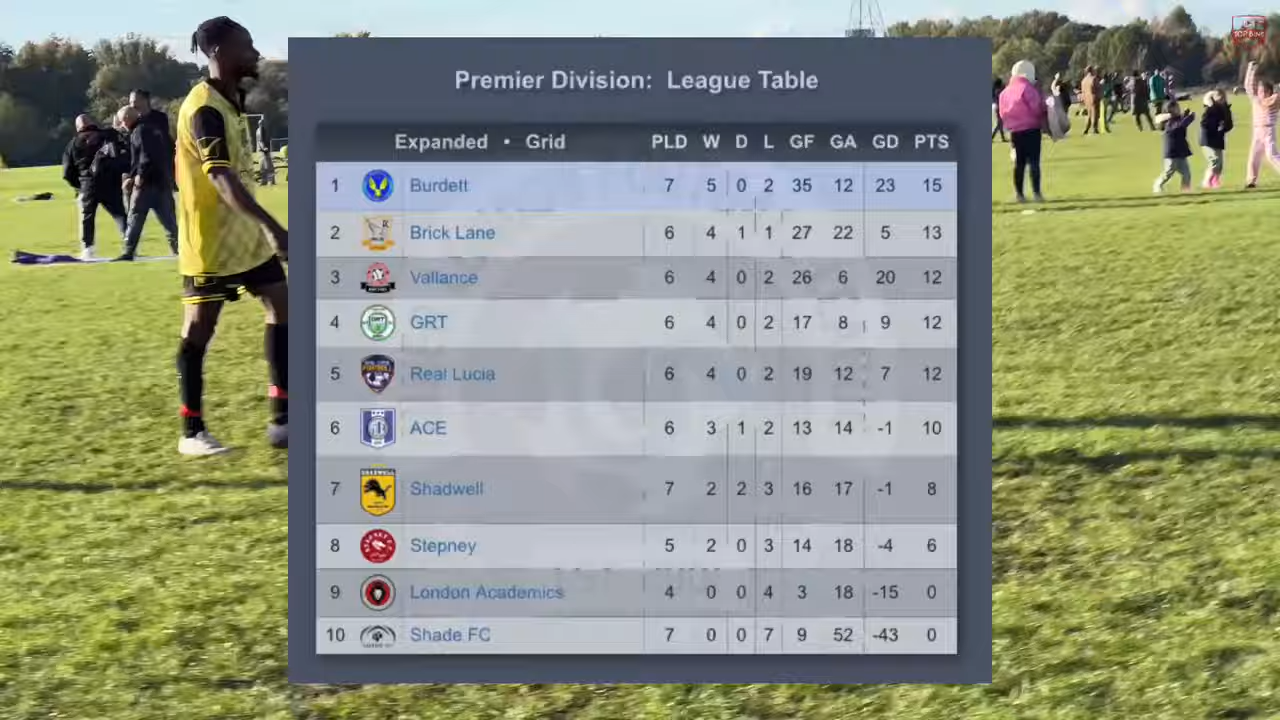 TOP BINS
Premier Division: League Table
Expanded • Grid PLD W D L GF GA GD PTS
1 Burdett 7 5 0 2 35 12 23 15
2 Brick Lane 6 4 1 1 27 22 5 13
3 Vallance 6 4 0 2 26 6 20 12
4 GRT 6 4 0 2 17 8 9 12
5 Real Lucia 6 4 0 2 19 12 7 12
6 ACE 6 3 1 2 13 14 -1 10
7 Shadwell 7 2 2 3 16 17 -1 8
8 Stepney 5 2 0 3 14 18 -4 6
9 London Academics 4 0 0 4 3 18 -15 0
10 Shade FC 7 0 0 7 9 52 -43 0